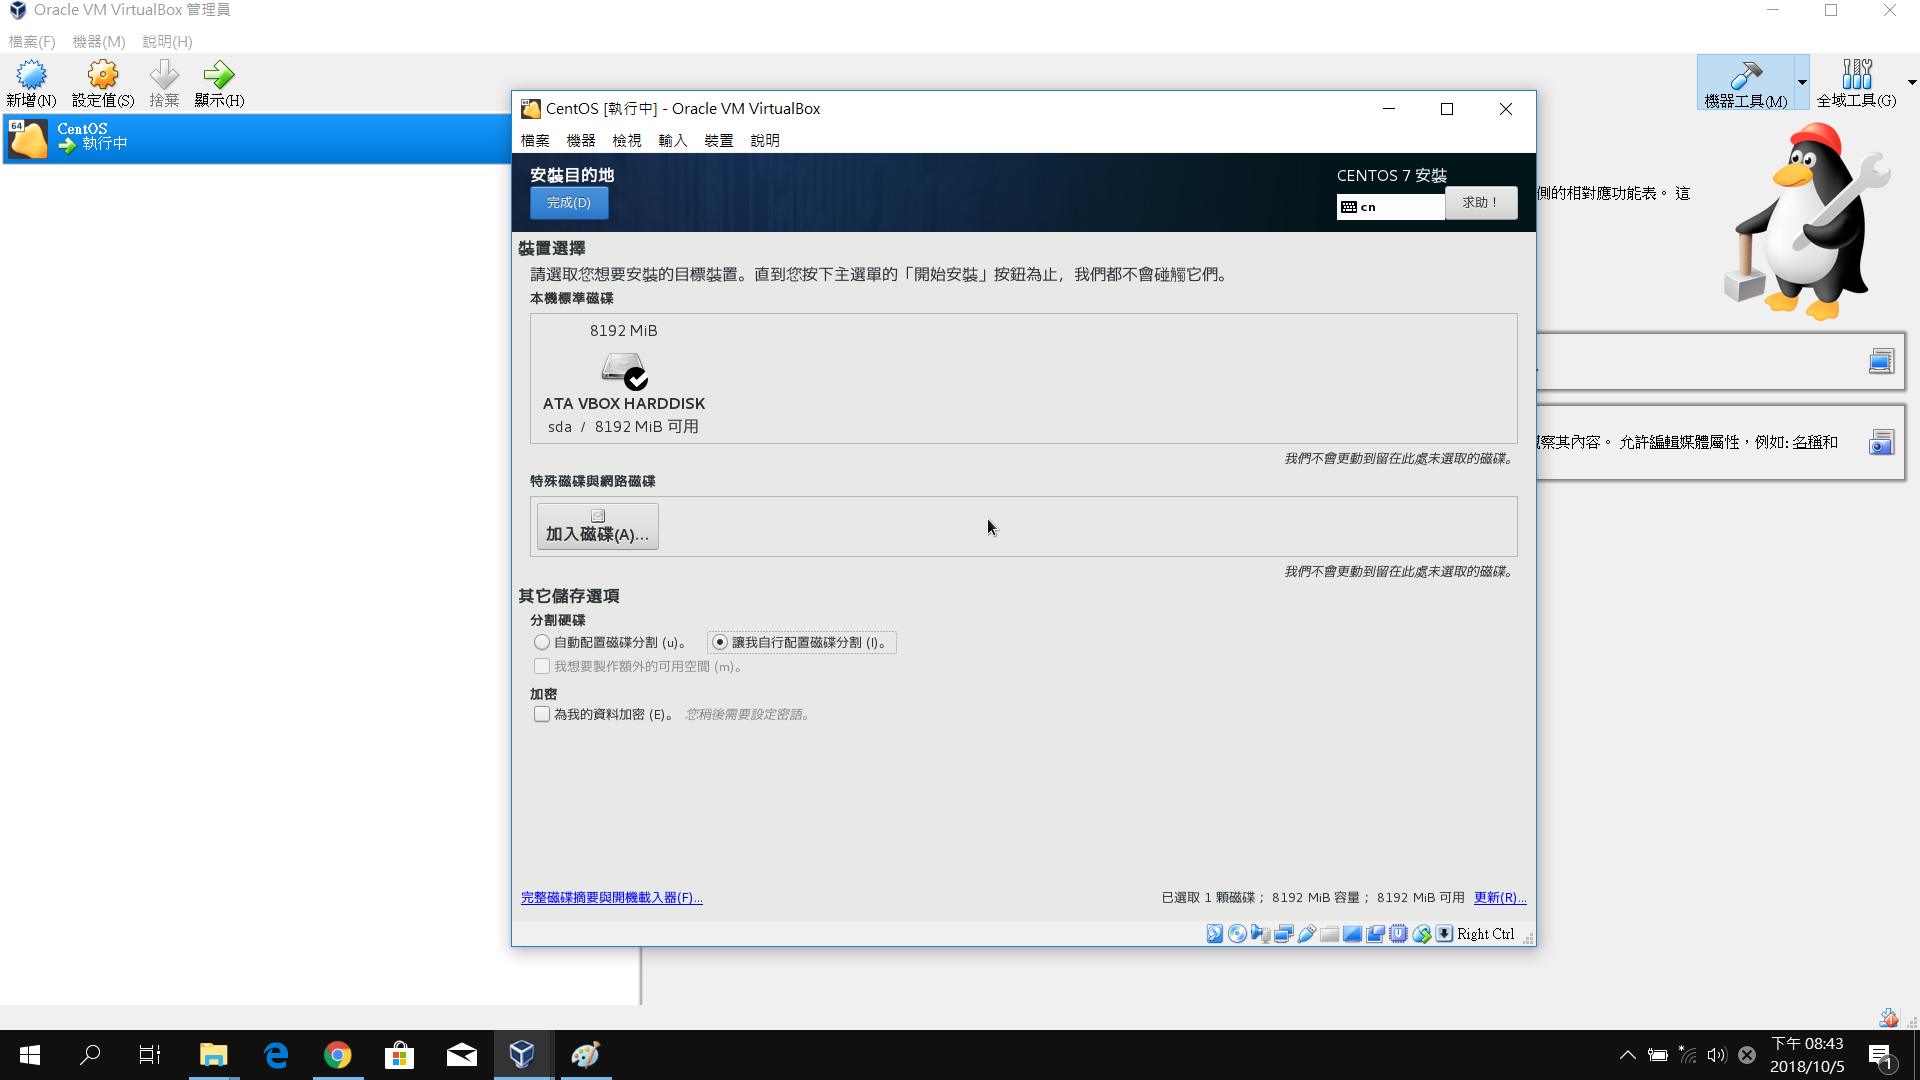 Oracle VM VirtualBox 管理員
檔案(F) 機器(M) 說明(H)
新增(N) 設定值(S) 捨棄 顯示(H)
機器工具(M) 全域工具(G)
64 CentOS
執行中
側的相對應功能表。 這
察其內容。 允許編輯媒體屬性，例如: 名稱和
CentOS [執行中] - Oracle VM VirtualBox
檔案 機器 檢視 輸入 裝置 說明
安裝目的地
完成(D)
CENTOS 7 安裝
cn
求助！
裝置選擇
請選取您想要安裝的目標裝置。直到您按下主選單的「開始安裝」按鈕為止，我們都不會碰觸它們。
本機標準磁碟
8192 MiB
ATA VBOX HARDDISK
sda / 8192 MiB 可用
我們不會更動到留在此處未選取的磁碟。
特殊磁碟與網路磁碟
加入磁碟(A)...
我們不會更動到留在此處未選取的磁碟。
其它儲存選項
分割硬碟
自動配置磁碟分割 (u)。 讓我自行配置磁碟分割 (I)。
我想要製作額外的可用空間 (m)。
加密
為我的資料加密 (E)。 您稍後需要設定密語。
完整磁碟摘要與開機載入器(F)...
已選取 1 顆磁碟； 8192 MiB 容量； 8192 MiB 可用 更新(R)...
Right Ctrl
下午 08:43
2018/10/5
1